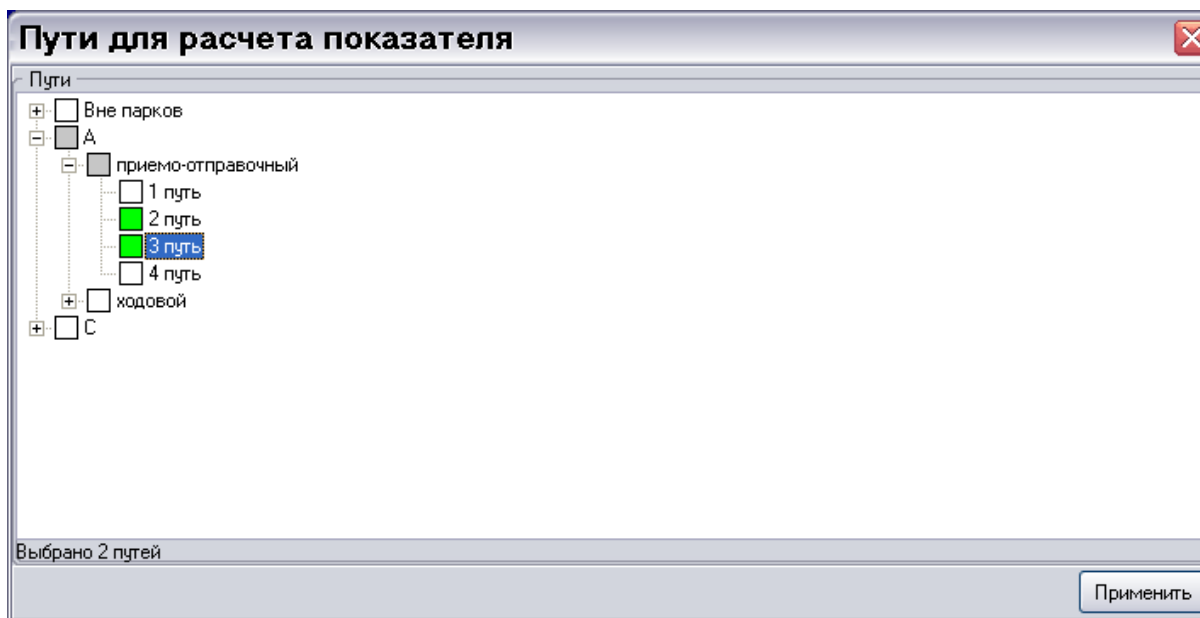 Пути для расчета показателя
Пути
Вне парков
А
приемо-отправочный
1 путь
2 путь
3 путь
4 путь
ходовой
С
Выбрано 2 путей
Применить